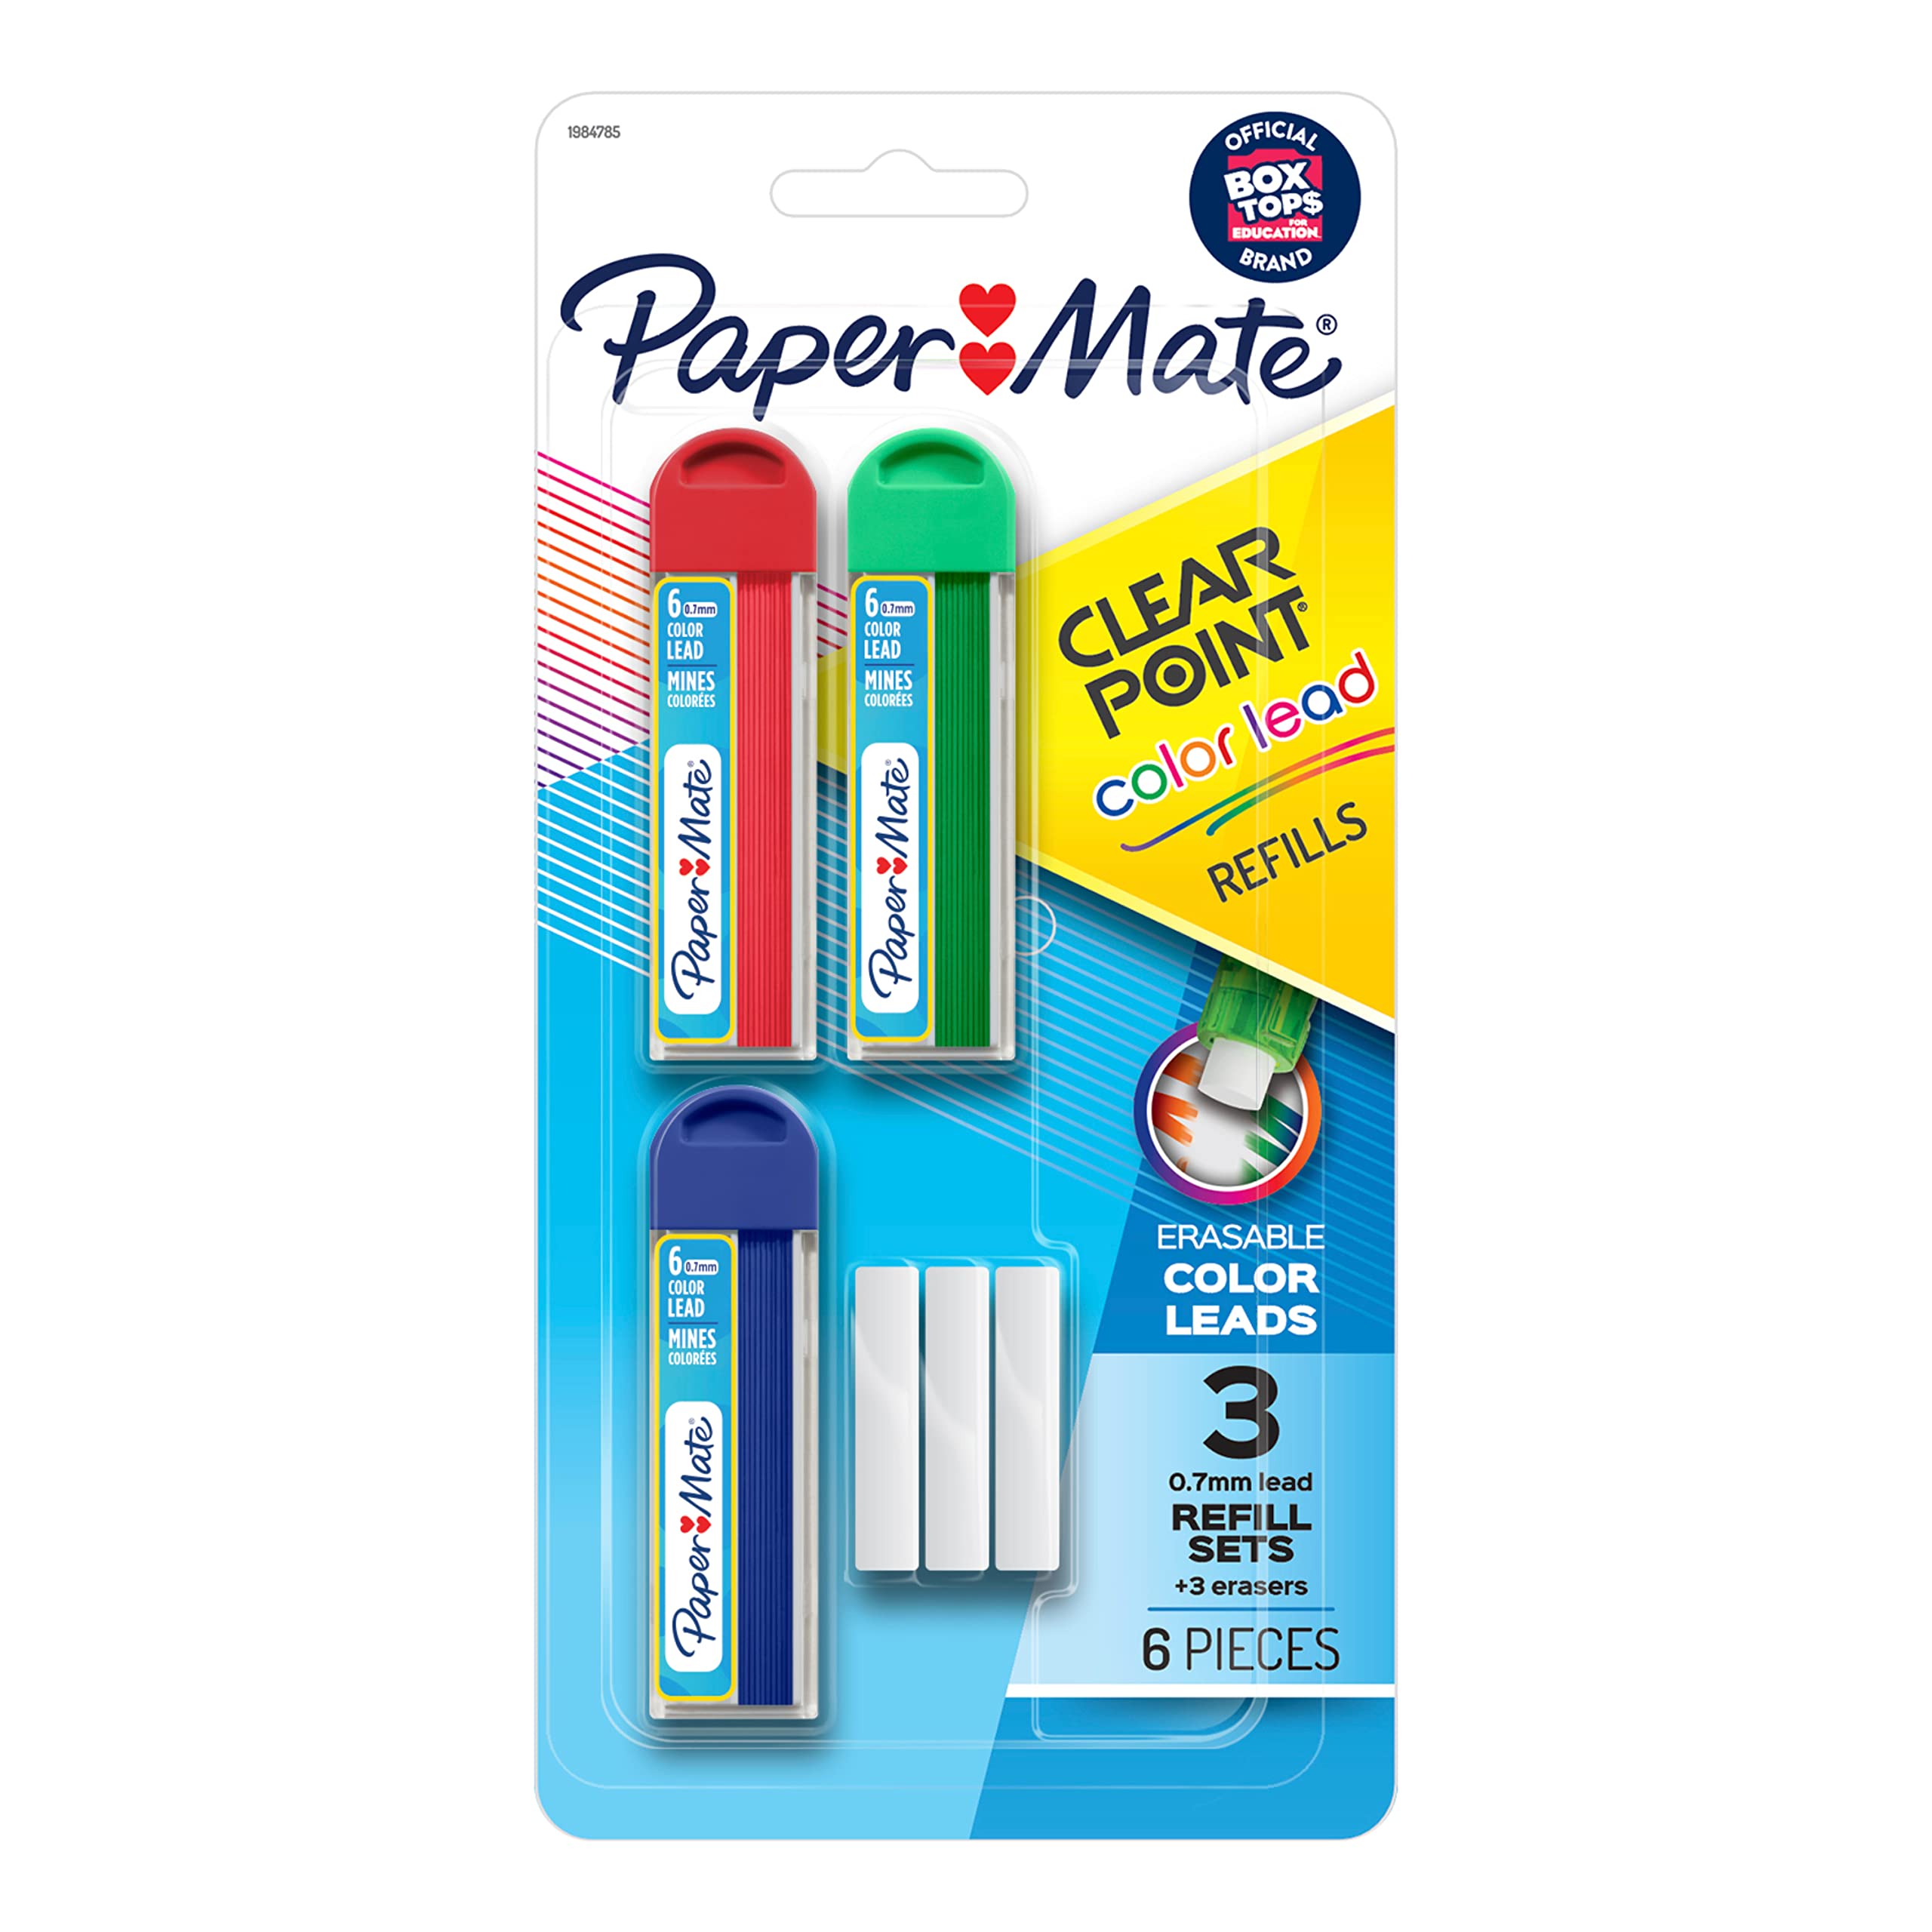 1984785
OFFICIAL
BOX
TOP$
FOR
EDUCATION
BRAND
Paper Mate®
6 0.7mm
COLOR
LEAD
MINES
COLORÉES
Paper Mate®
6 0.7mm
COLOR
LEAD
MINES
COLORÉES
Paper Mate®
CLEAR
POINT®
color lead
REFILLS
6 0.7mm
COLOR
LEAD
MINES
COLORÉES
Paper Mate®
ERASABLE
COLOR
LEADS
3
0.7mm lead
REFILL
SETS
+3 erasers
6 PIECES